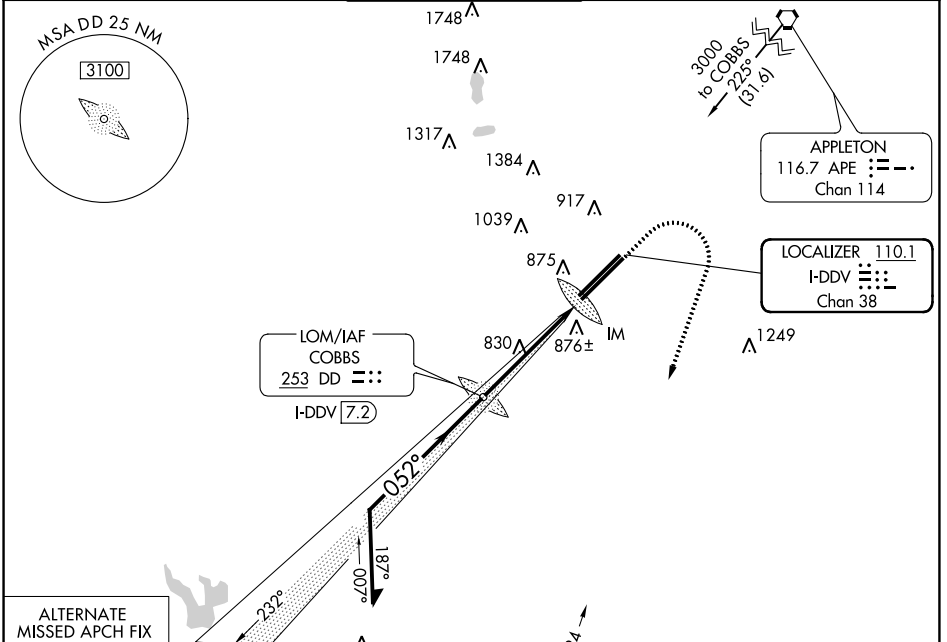 MSA DD 25 NM
3100
1748
1748
1317
1384
917
1039
875
3000
to COBBS
225°
(31.6)
APPLETON
116.7 APE
Chan 114
LOCALIZER 110.1
I-DDV
Chan 38
IM
1249
830
876±
LOM/IAF
COBBS
253 DD
I-DDV 7.2
052°
187°
007°
232°
ALTERNATE
MISSED APCH FIX